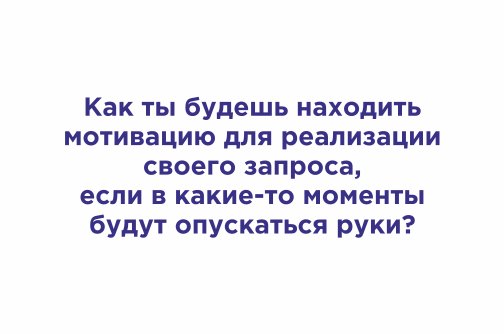 Как ты будешь находить
мотивацию для реализации
своего запроса,
если в какие-то моменты
будут опускаться руки?